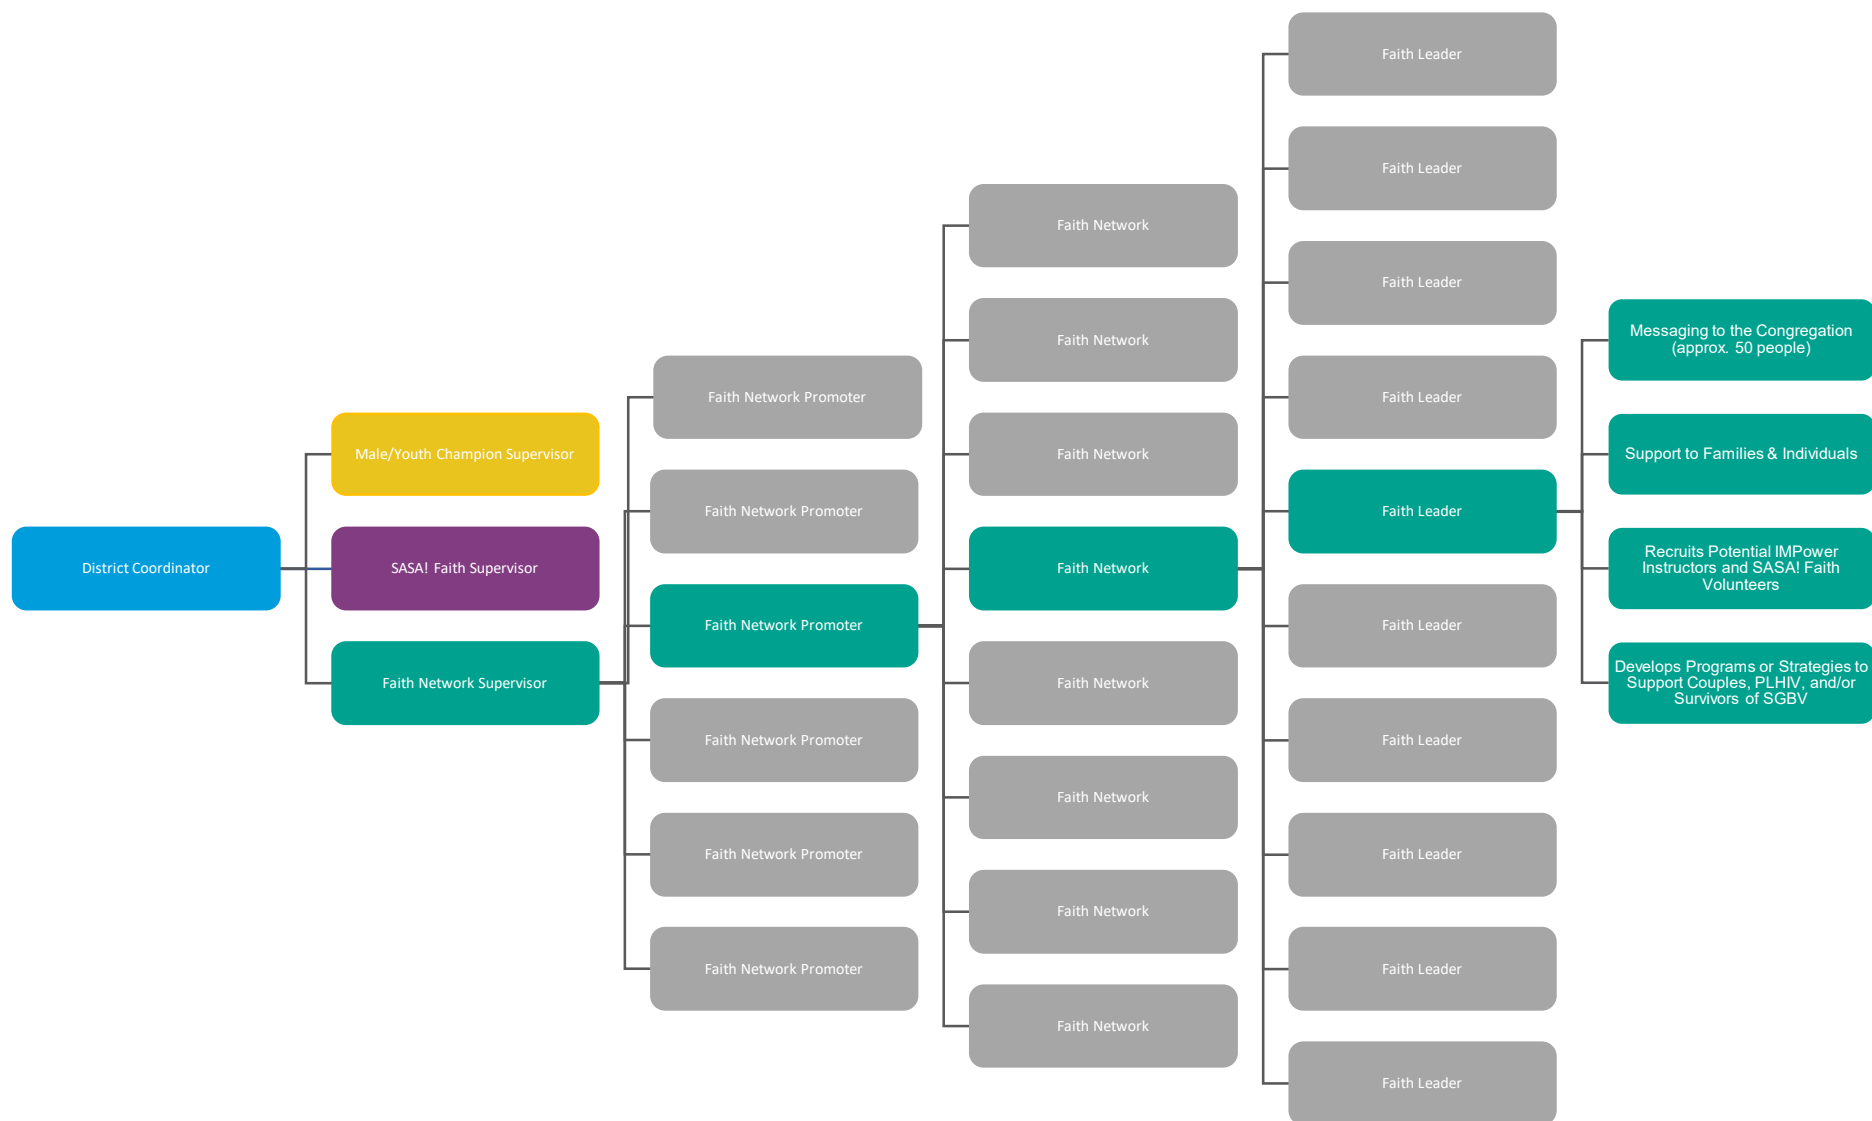 District Coordinator
Male/Youth Champion Supervisor
SASA! Faith Supervisor
Faith Network Supervisor
Faith Network Promoter
Faith Network Promoter
Faith Network Promoter
Faith Network Promoter
Faith Network Promoter
Faith Network Promoter
Faith Network
Faith Network
Faith Network
Faith Network
Faith Network
Faith Network
Faith Network
Faith Network
Faith Leader
Faith Leader
Faith Leader
Faith Leader
Faith Leader
Faith Leader
Faith Leader
Faith Leader
Faith Leader
Faith Leader
Messaging to the Congregation
(approx. 50 people)
Support to Families & Individuals
Recruits Potential IMPower
Instructors and SASA! Faith
Volunteers
Develops Programs or Strategies to
Support Couples, PLHIV, and/or
Survivors of SGBV